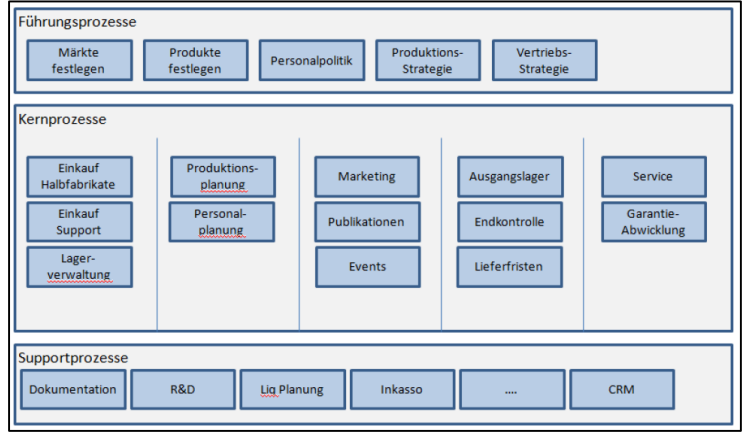 Führungsprozesse
Märkte
festlegen
Produkte
festlegen
Personalpolitik
Produktions-
Strategie
Vertriebs-
Strategie
Kernprozesse
Einkauf
Halbfabrikate
Einkauf
Support
Lager-
verwaltung
Produktions-
planung
Personal-
planung
Marketing
Publikationen
Events
Ausgangslager
Endkontrolle
Lieferfristen
Service
Garantie-
Abwicklung
Supportprozesse
Dokumentation
R&D
Liq Planung
Inkasso
....
CRM